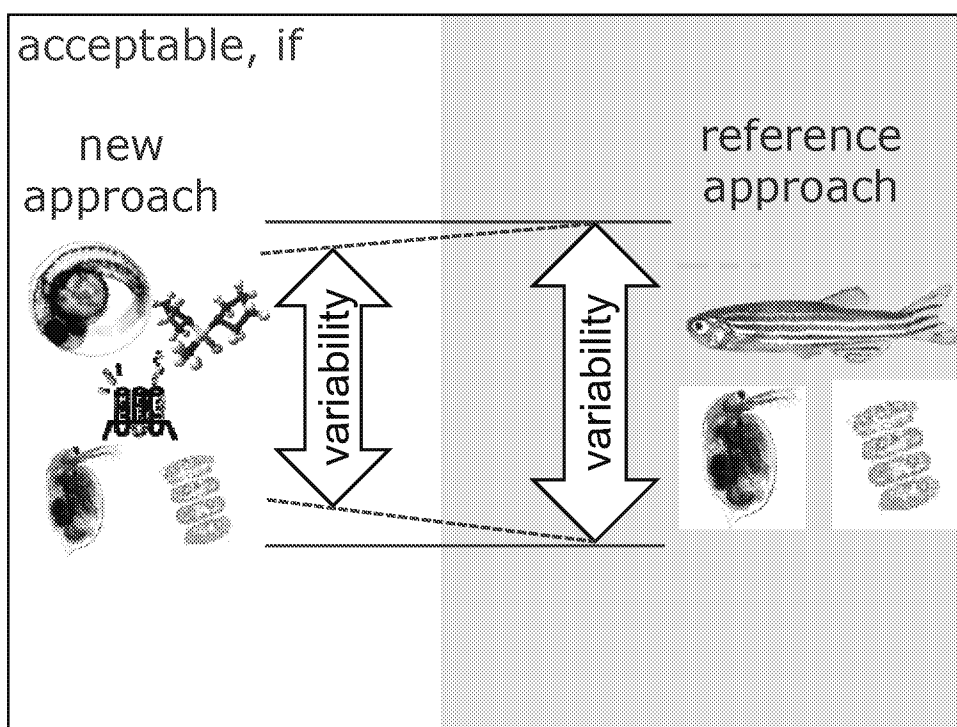 acceptable, if
new
approach
reference
approach
variability
variability